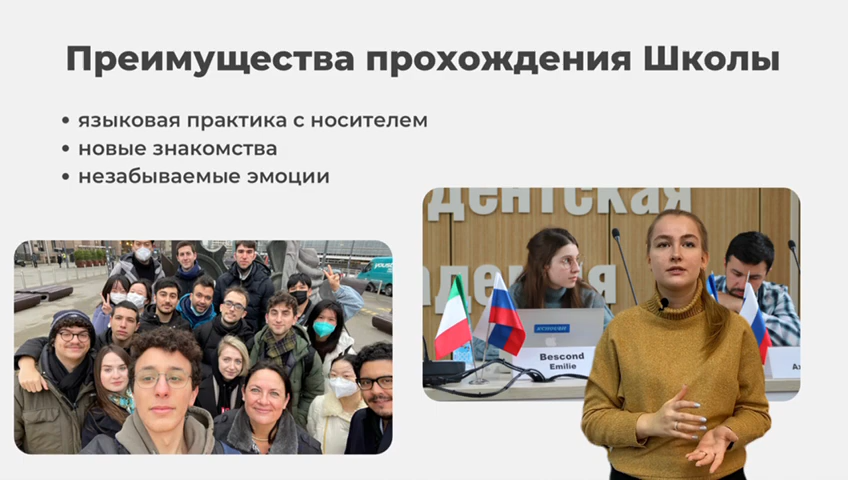 Преимущества прохождения Школы
• языковая практика с носителем
• новые знакомства
• незабываемые эмоции
дентская
Bescond
Emilie